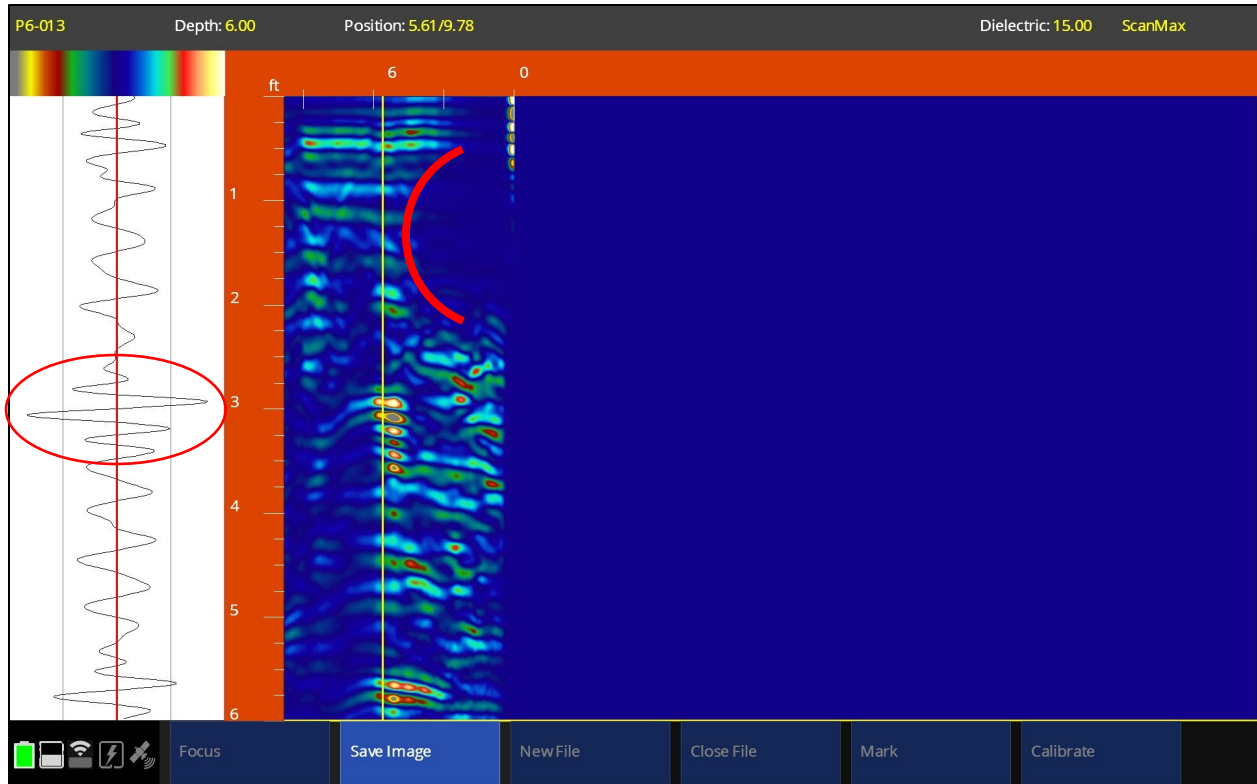 P6-013 Depth: 6.00 Position: 5.61/9.78 Dielectric: 15.00 ScanMax
ft 6 0
1
2
3
4
5
6
Focus Save Image New File Close File Mark Calibrate